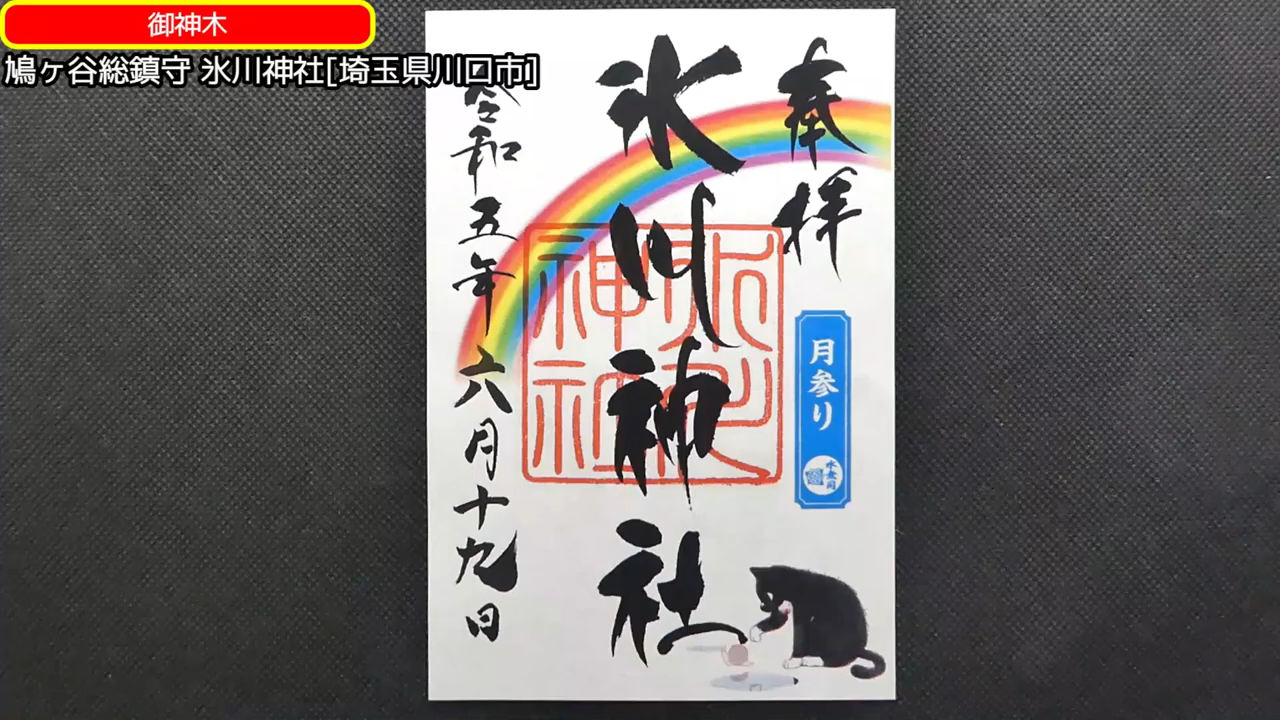 御神木
鳩ヶ谷総鎮守 氷川神社[埼玉県川口市]
奉拝
月参り
氷川神社
氷川神社
令和五年六月十九日